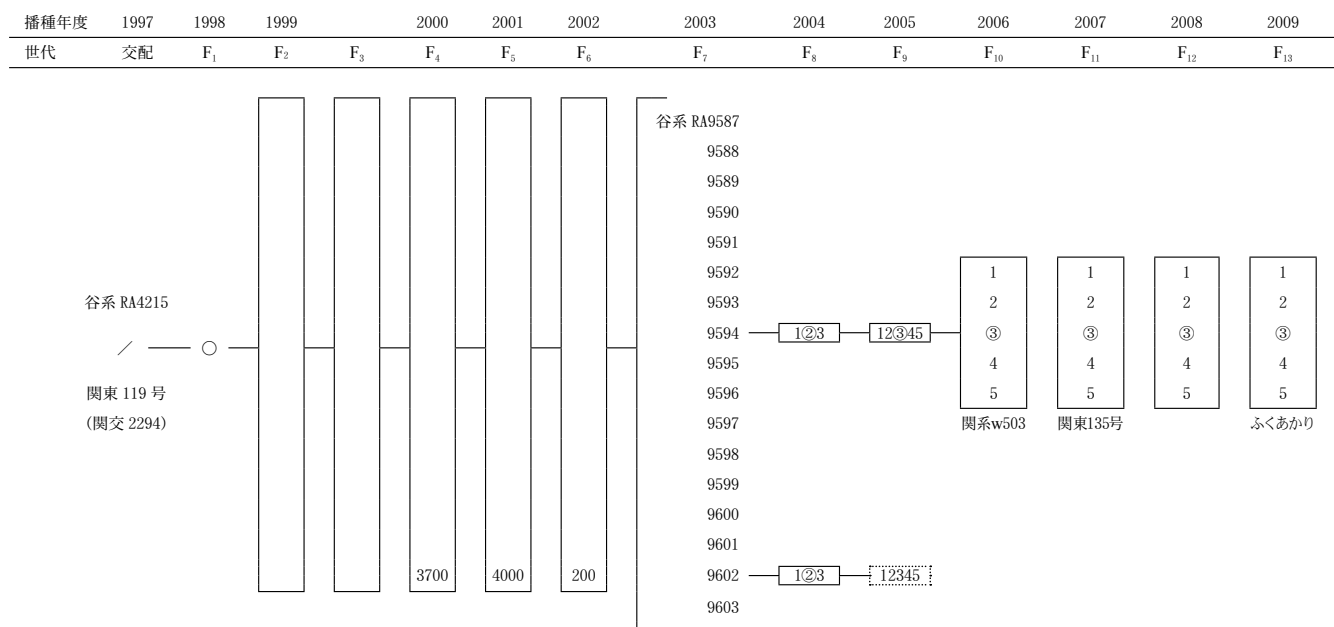 播種年度 1997 1998 1999 2000 2001 2002 2003 2004 2005 2006 2007 2008 2009
世代 交配 F₁ F₂ F₃ F₄ F₅ F₆ F₇ F₈ F₉ F₁₀ F₁₁ F₁₂ F₁₃
谷系 RA9587
9588
9589
9590
9591
9592 1 1 1 1
谷系 RA4215 9593 2 2 2 2
9594 1②3 12③45 ③ ③ ③ ③
／ ○
9595 4 4 4 4
関東 119 号 9596 5 5 5 5
(関交 2294) 9597 関系w503 関東135号 ふくあかり
9598
9599
9600
9601
3700 4000 200 9602 1②3 12345
9603